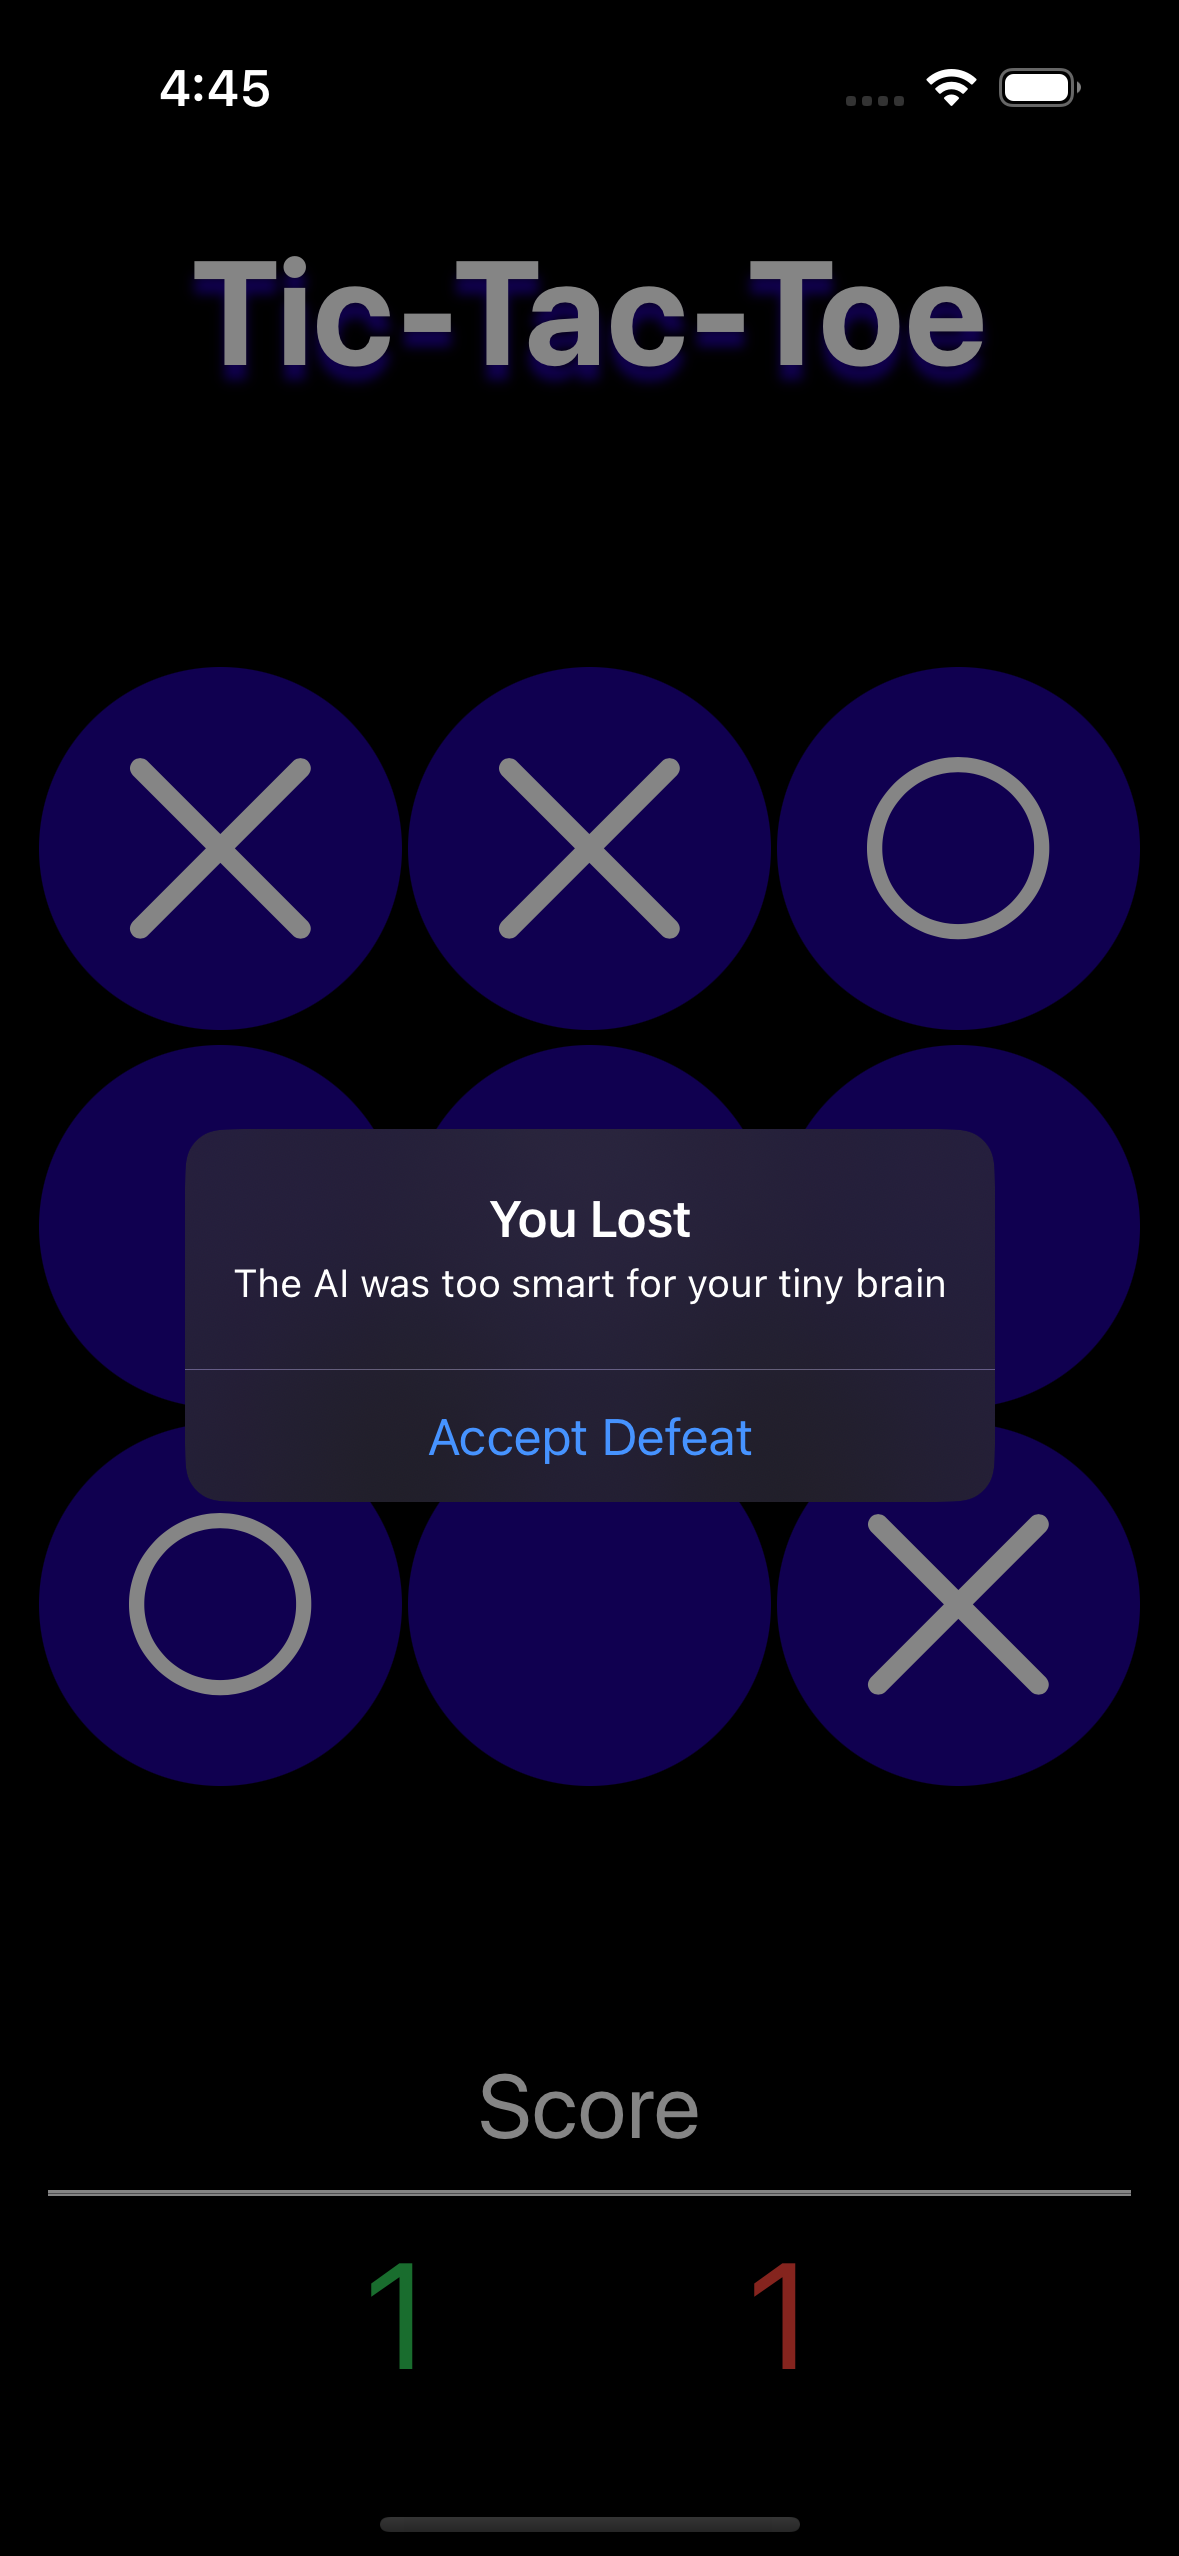 4:45
Tic-Tac-Toe
You Lost
The AI was too smart for your tiny brain
Accept Defeat
Score
1 1